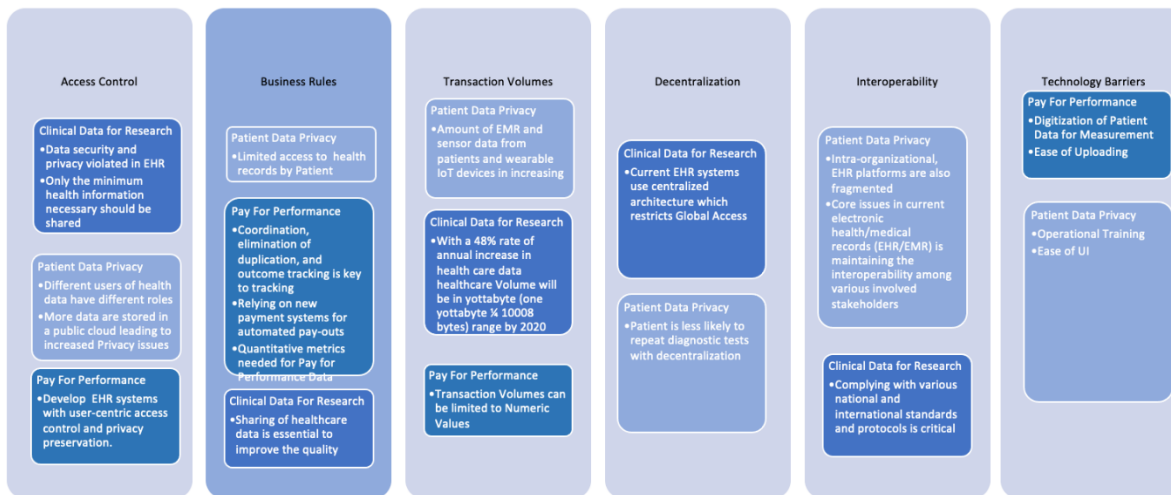 Access Control
Clinical Data for Research
•Data security and
privacy violated in EHR
•Only the minimum
health information
necessary should be
shared
Patient Data Privacy
•Different users of health
data have different roles
•More data are stored in
a public cloud leading to
increased Privacy issues
Pay For Performance
•Develop EHR systems
with user-centric access
control and privacy
preservation.
Business Rules
Patient Data Privacy
•Limited access to health
records by Patient
Pay For Performance
•Coordination,
elimination of
duplication, and
outcome tracking is key
to tracking
•Relying on new
payment systems for
automated pay-outs
•Quantitative metrics
needed for Pay for
Performance Data
Clinical Data for Research
•Sharing of healthcare
data is essential to
improve the quality
Transaction Volumes
Patient Data Privacy
•Amount of EMR and
sensor data from
patients and wearable
IoT devices in increasing
Clinical Data for Research
•With a 48% rate of
annual increase in
health care data
healthcare Volume will
be in yottabyte (one
yottabyte ¼ 10008
bytes) range by 2020
Pay For Performance
•Transaction Volumes can
be limited to Numeric
Values
Decentralization
Clinical Data for Research
•Current EHR systems
use centralized
architecture which
restricts Global Access
Patient Data Privacy
•Patient is less likely to
repeat diagnostic tests
with decentralization
Interoperability
Patient Data Privacy
•Intra-organizational,
EHR platforms are also
fragmented
•Core issues in current
electronic
health/medical
records (EHR/EMR) is
maintaining the
interoperability among
various involved
stakeholders
Clinical Data for Research
•Complying with various
national and
international standards
and protocols is critical
Technology Barriers
Pay For Performance
•Digitization of Patient
Data for Measurement
•Ease of Uploading
Patient Data Privacy
•Operational Training
•Ease of UI